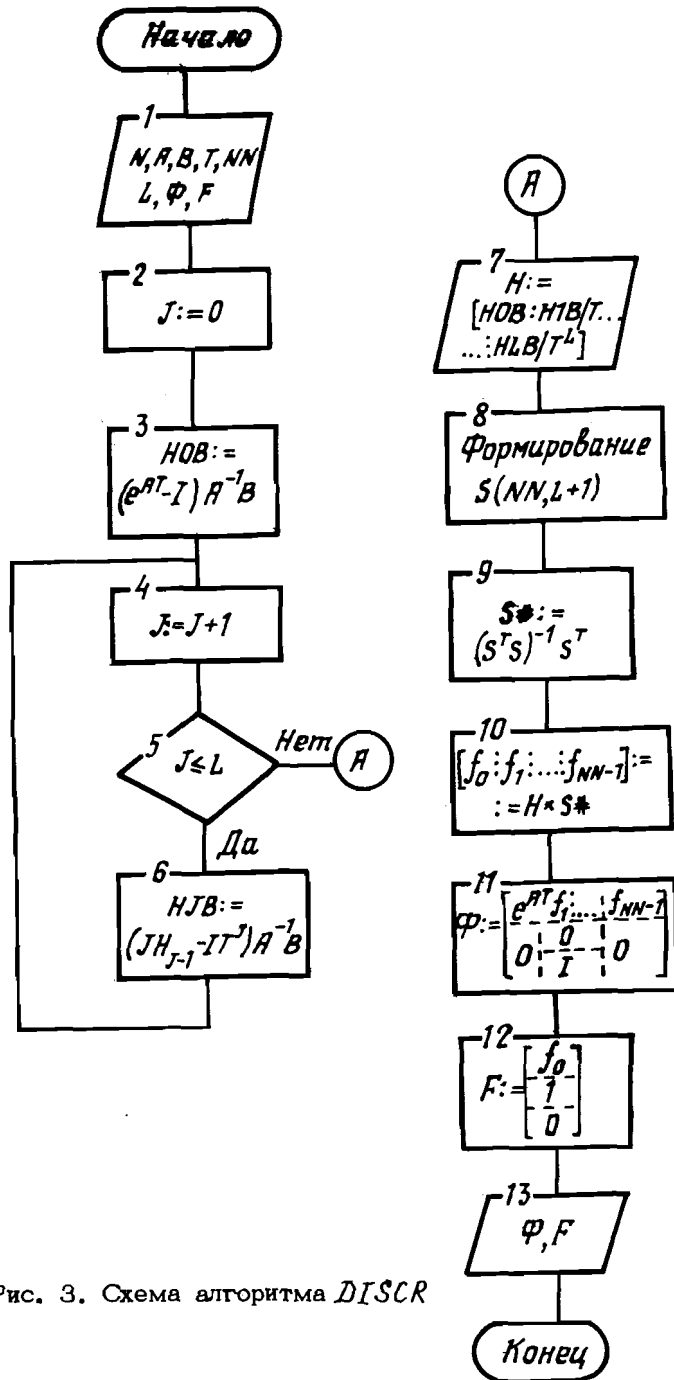 Начало
1
N, A, B, T, NN
L, Φ, F
2
J:=0
3
H0B:=
(e^{AT}-I)A^{-1}B
4
J:=J+1
5
J≤L
Нет
A
Да
6
HJB:=
(JH_{J-1}-IT^J)A^{-1}B
A
7
H:=
[H0B⋮H1B/T...
...⋮HLB/T^L]
8
Формирование
S(NN,L+1)
9
S#:=
(S^TS)^{-1}S^T
10
[f_0⋮f_1⋮....⋮f_{NN-1}]:=
:=H×S#
11
Φ:=[e^{AT} f_1⋮....¦f_{NN-1}
0¦0¦0
I]
12
F:=[f_0
1
0]
13
Φ, F
Конец
Рис. 3. Схема алгоритма DISCR